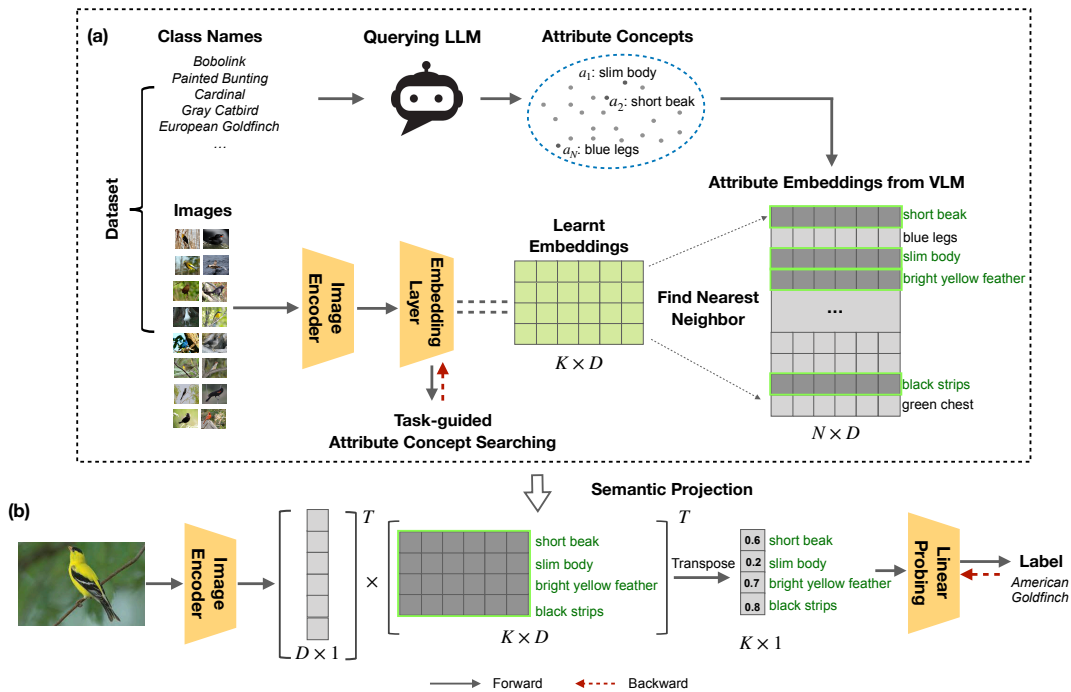 (a)
Class Names
Bobolink
Painted Bunting
Cardinal
Gray Catbird
European Goldfinch
...
Querying LLM
Attribute Concepts
a₁: slim body
a₂: short beak
a_N: blue legs
Dataset
Images
Image
Encoder
Embedding
Layer
Learnt
Embeddings
K × D
Task-guided
Attribute Concept Searching
Find Nearest
Neighbor
Attribute Embeddings from VLM
short beak
blue legs
slim body
bright yellow feather
...
black strips
green chest
N × D
Semantic Projection
(b)
Image
Encoder
D × 1
T
×
short beak
slim body
bright yellow feather
black strips
K × D
T
Transpose
0.6 short beak
0.2 slim body
0.7 bright yellow feather
0.8 black strips
K × 1
Linear
Probing
Label
American
Goldfinch
Forward
Backward